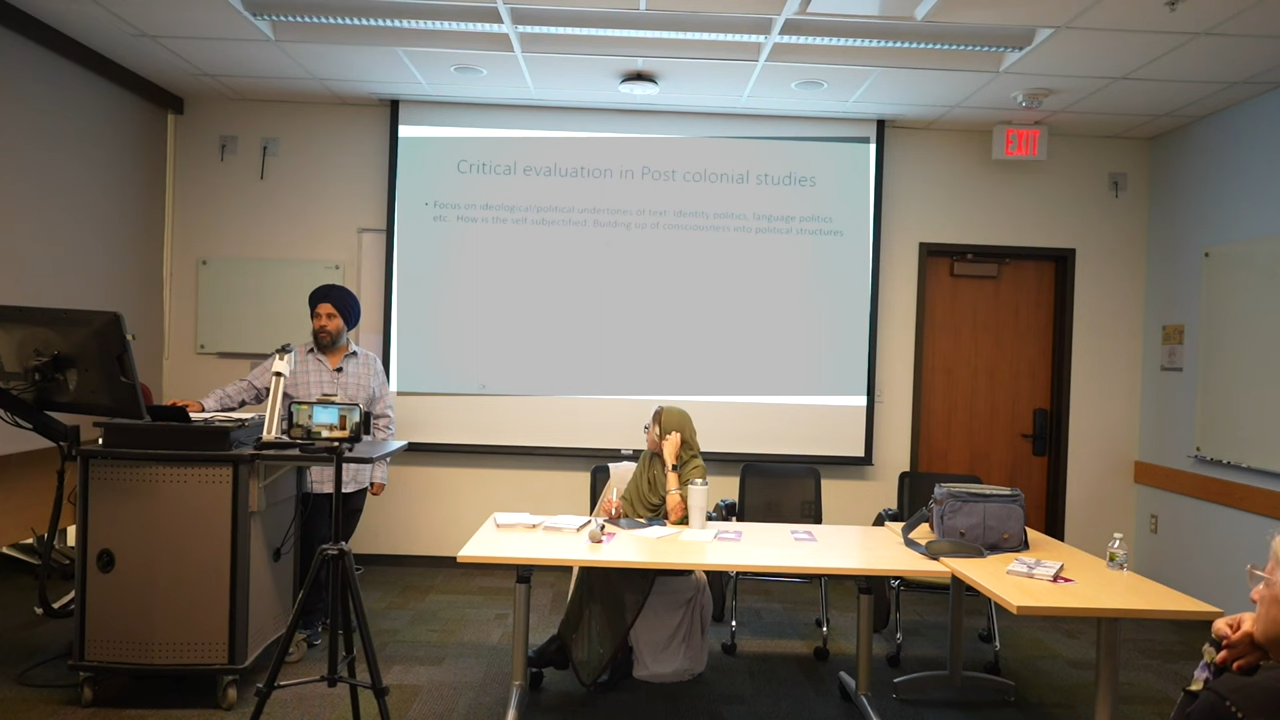 Critical evaluation in Post colonial studies
• Focus on ideological/political undertones of text: Identity politics, language politics
etc. How is the self subjectified; Building up of consciousness into political structures
EXIT